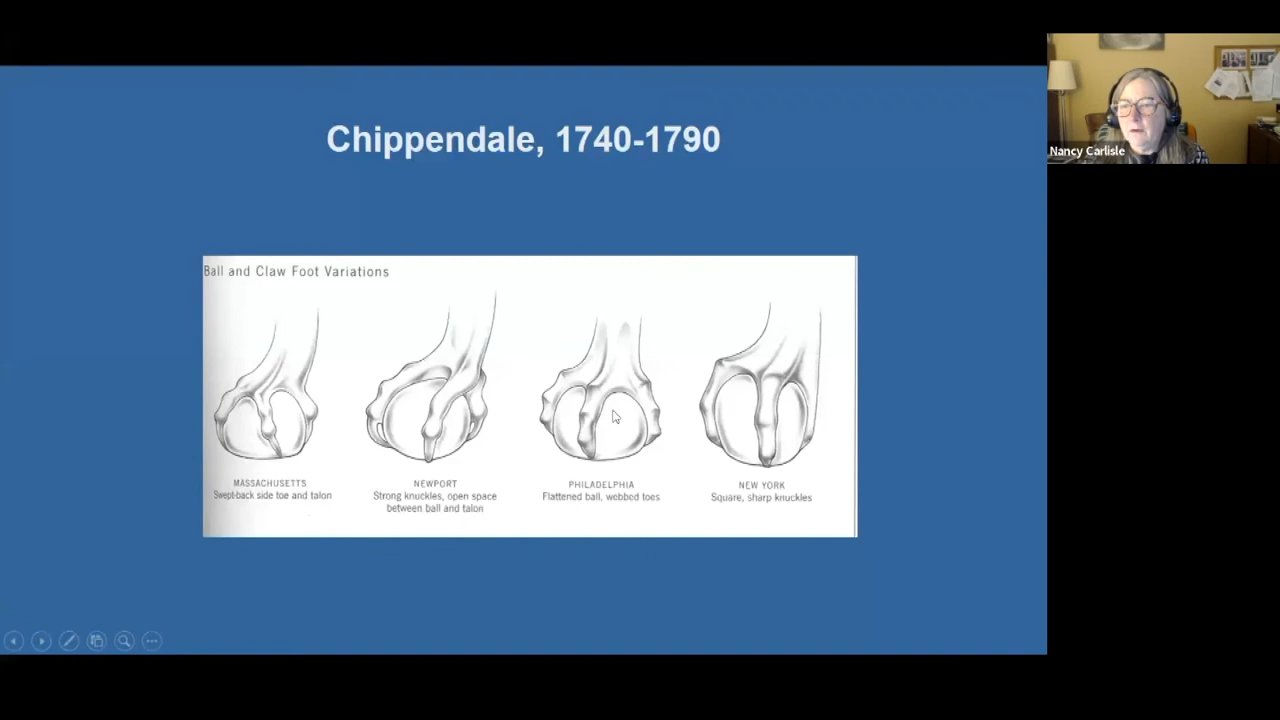 Chippendale, 1740-1790
Ball and Claw Foot Variations
MASSACHUSETTS
Swept-back side toe and talon
NEWPORT
Strong knuckles, open space
between ball and talon
PHILADELPHIA
Flattened ball, webbed toes
NEW YORK
Square, sharp knuckles
Nancy Carlisle